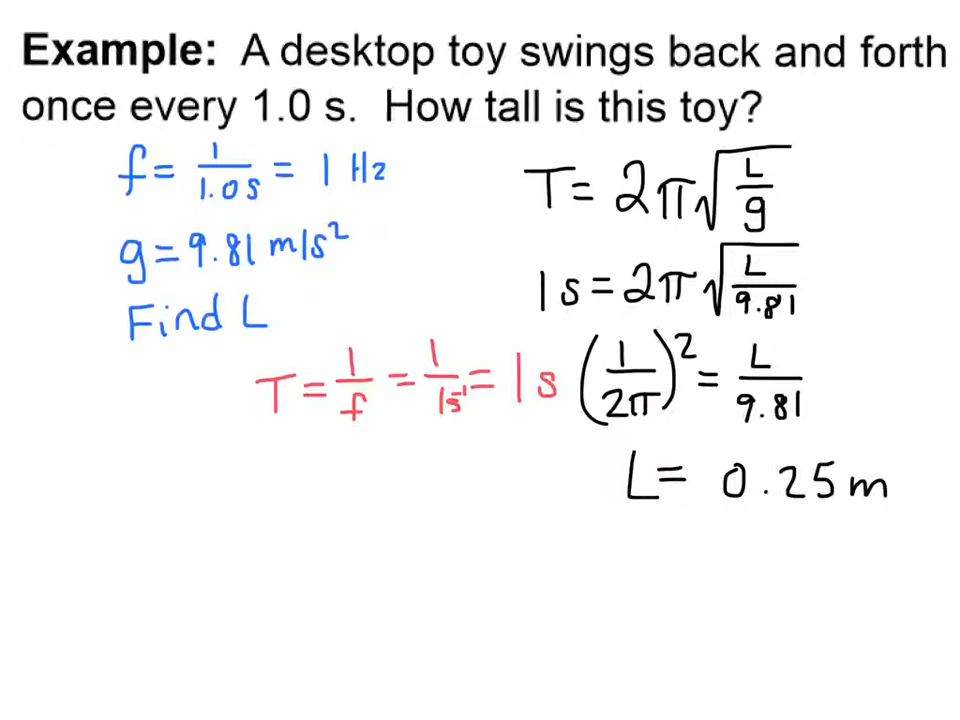 Example: A desktop toy swings back and forth
once every 1.0 s. How tall is this toy?
f = 1/1.0 s = 1 Hz
g = 9.81 m/s²
Find L
T = 1/f = 1/1s⁻¹ = 1 s
T = 2π√(L/g)
1 s = 2π√(L/9.81)
(1/2π)² = L/9.81
L = 0.25 m